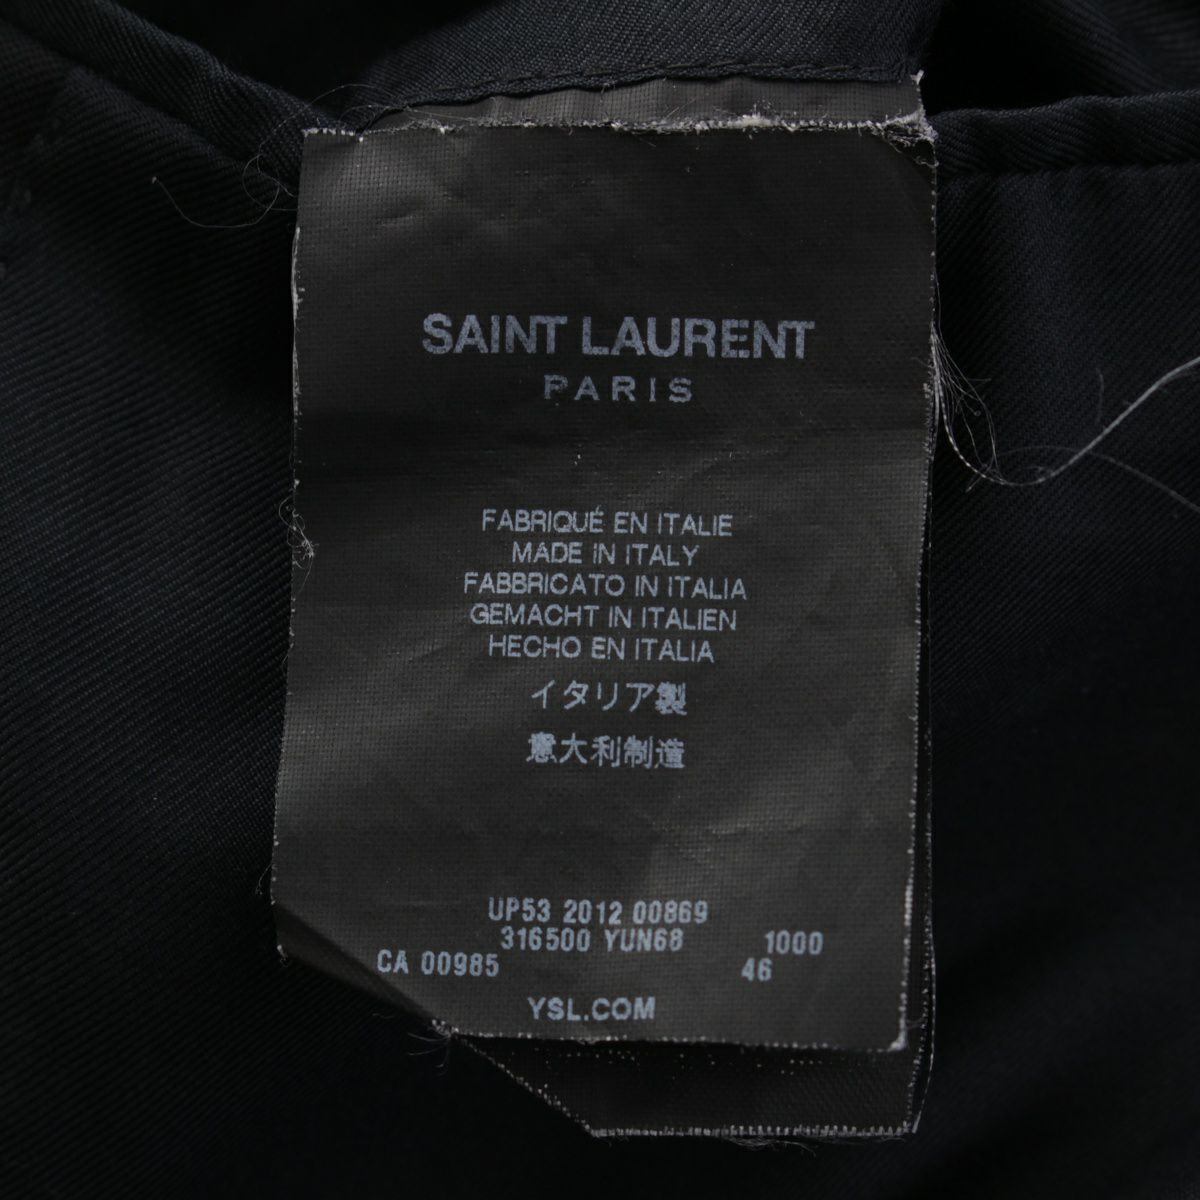 SAINT LAURENT
PARIS
FABRIQUÉ EN ITALIE
MADE IN ITALY
FABBRICATO IN ITALIA
GEMACHT IN ITALIEN
HECHO EN ITALIA
イタリア製
意大利制造
UP53 2012 00869
316500 YUN68 1000
CA 00985 46
YSL.COM